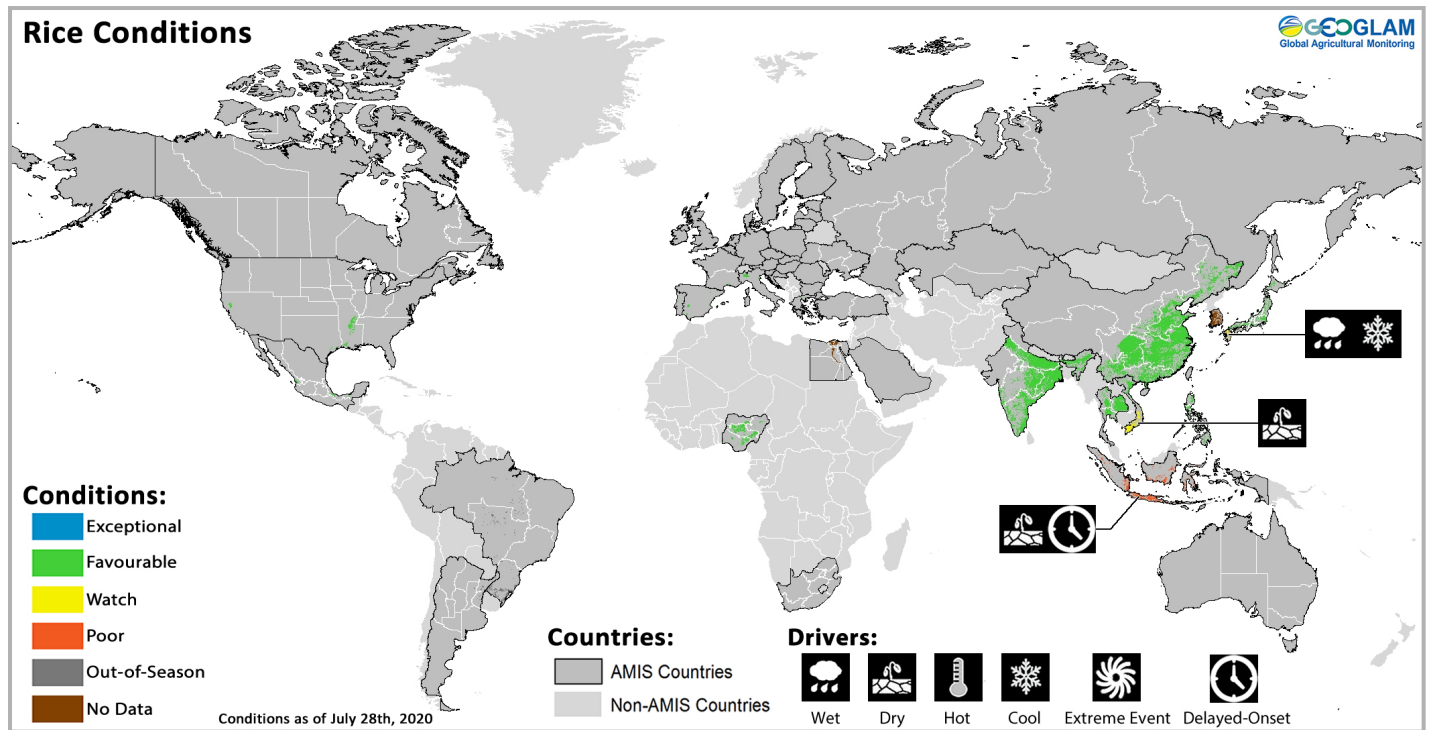 Rice Conditions
GEOGLAM
Global Agricultural Monitoring
Conditions:
Exceptional
Favourable
Watch
Poor
Out-of-Season
No Data
Conditions as of July 28th, 2020
Countries:
AMIS Countries
Non-AMIS Countries
Drivers:
Wet
Dry
Hot
Cool
Extreme Event
Delayed-Onset